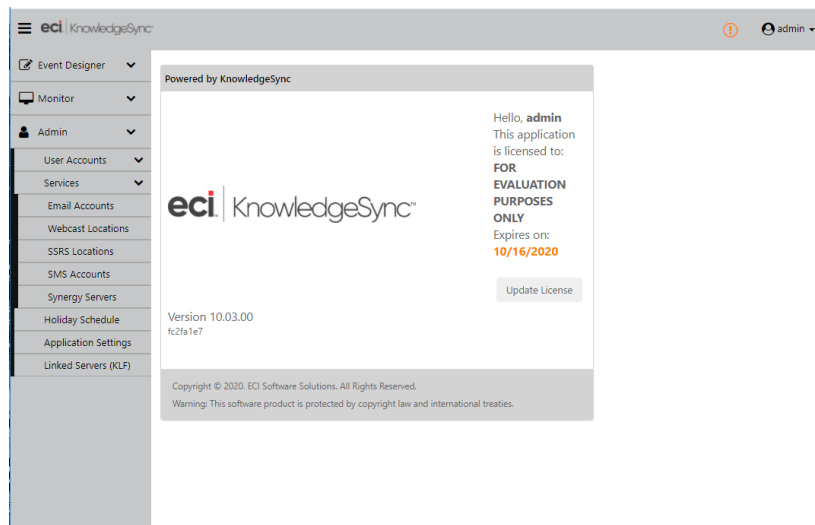 eci KnowledgeSync™
admin
Event Designer
Monitor
Admin
User Accounts
Services
Email Accounts
Webcast Locations
SSRS Locations
SMS Accounts
Synergy Servers
Holiday Schedule
Application Settings
Linked Servers (KLF)
Powered by KnowledgeSync
eci KnowledgeSync™
Hello, admin
This application
is licensed to:
FOR
EVALUATION
PURPOSES
ONLY
Expires on:
10/16/2020
Update License
Version 10.03.00
fc2fa1e7
Copyright © 2020. ECI Software Solutions. All Rights Reserved.
Warning: This software product is protected by copyright law and international treaties.